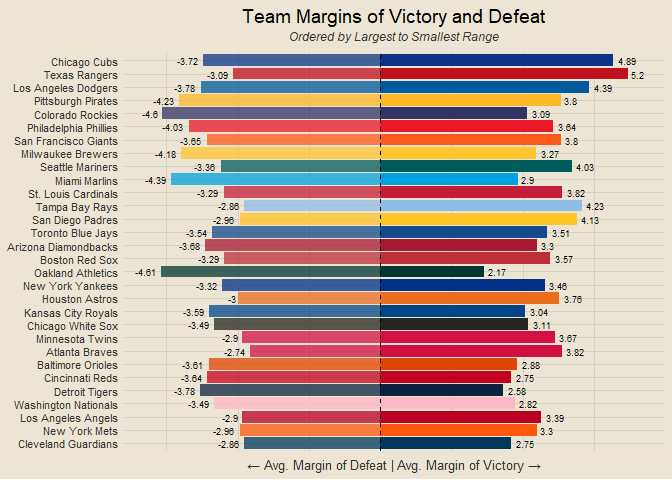 Team Margins of Victory and Defeat
Ordered by Largest to Smallest Range
Chicago Cubs -3.72 4.89
Texas Rangers -3.09 5.2
Los Angeles Dodgers -3.78 4.39
Pittsburgh Pirates -4.23 3.8
Colorado Rockies -4.6 3.09
Philadelphia Phillies -4.03 3.64
San Francisco Giants -3.65 3.8
Milwaukee Brewers -4.18 3.27
Seattle Mariners -3.36 4.03
Miami Marlins -4.39 2.9
St. Louis Cardinals -3.29 3.82
Tampa Bay Rays -2.86 4.23
San Diego Padres -2.96 4.13
Toronto Blue Jays -3.54 3.51
Arizona Diamondbacks -3.68 3.3
Boston Red Sox -3.29 3.57
Oakland Athletics -4.61 2.17
New York Yankees -3.32 3.46
Houston Astros -3 3.76
Kansas City Royals -3.59 3.04
Chicago White Sox -3.49 3.11
Minnesota Twins -2.9 3.67
Atlanta Braves -2.74 3.82
Baltimore Orioles -3.61 2.88
Cincinnati Reds -3.64 2.75
Detroit Tigers -3.78 2.58
Washington Nationals -3.49 2.82
Los Angeles Angels -2.9 3.39
New York Mets -2.96 3.3
Cleveland Guardians -2.86 2.75
← Avg. Margin of Defeat | Avg. Margin of Victory →